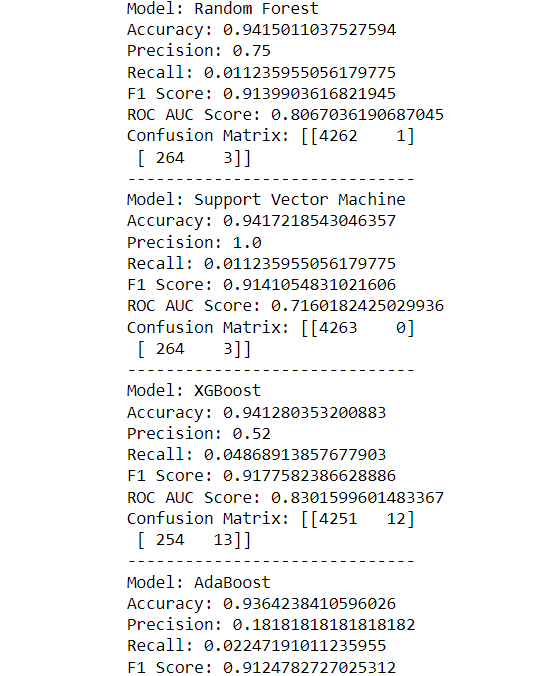 Model: Random Forest
Accuracy: 0.9415011037527594
Precision: 0.75
Recall: 0.011235955056179775
F1 Score: 0.9139903616821945
ROC AUC Score: 0.8067036190687045
Confusion Matrix: [[4262    1]
 [ 264    3]]
------------------------------
Model: Support Vector Machine
Accuracy: 0.9417218543046357
Precision: 1.0
Recall: 0.011235955056179775
F1 Score: 0.9141054831021606
ROC AUC Score: 0.7160182425029936
Confusion Matrix: [[4263    0]
 [ 264    3]]
------------------------------
Model: XGBoost
Accuracy: 0.941280353200883
Precision: 0.52
Recall: 0.04868913857677903
F1 Score: 0.9177582386628886
ROC AUC Score: 0.8301599601483367
Confusion Matrix: [[4251   12]
 [ 254   13]]
------------------------------
Model: AdaBoost
Accuracy: 0.9364238410596026
Precision: 0.18181818181818182
Recall: 0.02247191011235955
F1 Score: 0.9124782727025312